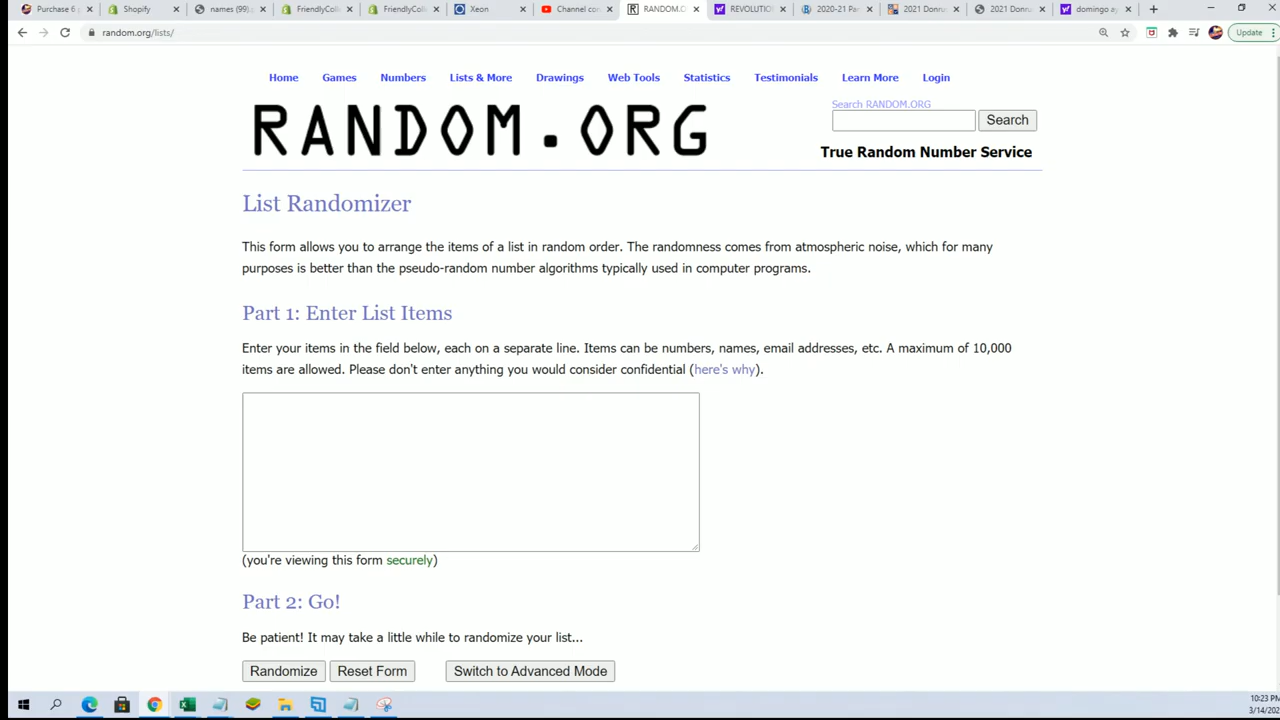 Purchase 6 p
Shopify
names (99)
FriendlyColl
FriendlyColl
Xeon
Channel con
RANDOM.O
REVOLUTIO
2020-21 Pan
2021 Donru
2021 Donru
domingo ay
random.org/lists/
Update
Home
Games
Numbers
Lists & More
Drawings
Web Tools
Statistics
Testimonials
Learn More
Login
RANDOM.ORG
Search RANDOM.ORG
Search
True Random Number Service
List Randomizer
This form allows you to arrange the items of a list in random order. The randomness comes from atmospheric noise, which for many
purposes is better than the pseudo-random number algorithms typically used in computer programs.
Part 1: Enter List Items
Enter your items in the field below, each on a separate line. Items can be numbers, names, email addresses, etc. A maximum of 10,000
items are allowed. Please don't enter anything you would consider confidential (here's why).
(you're viewing this form securely)
Part 2: Go!
Be patient! It may take a little while to randomize your list...
Randomize
Reset Form
Switch to Advanced Mode
10:23 PM
3/14/202